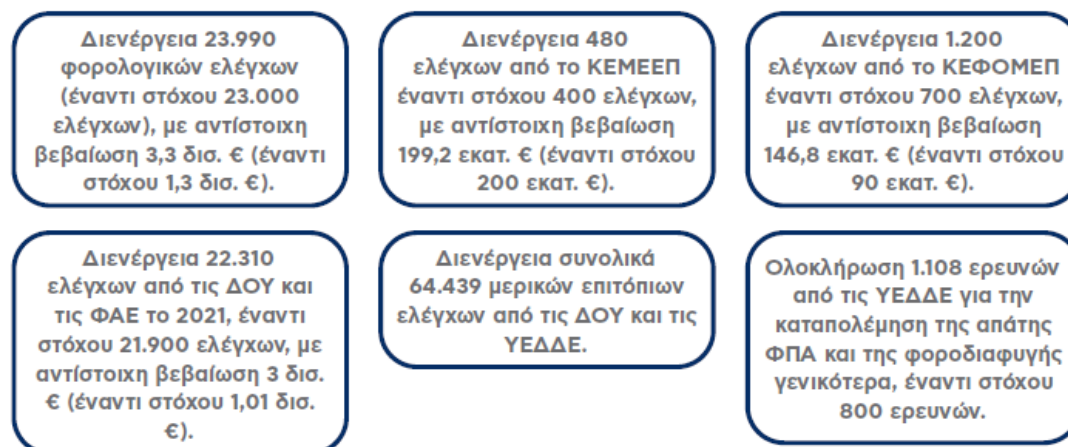 Διενέργεια 23.990
φορολογικών ελέγχων
(έναντι στόχου 23.000
ελέγχων), με αντίστοιχη
βεβαίωση 3,3 δισ. € (έναντι
στόχου 1,3 δισ. €).
Διενέργεια 480
ελέγχων από το ΚΕΜΕΕΠ
έναντι στόχου 400 ελέγχων,
με αντίστοιχη βεβαίωση
199,2 εκατ. € (έναντι στόχου
200 εκατ. €).
Διενέργεια 1.200
ελέγχων από το ΚΕΦΟΜΕΠ
έναντι στόχου 700 ελέγχων,
με αντίστοιχη βεβαίωση
146,8 εκατ. € (έναντι στόχου
90 εκατ. €).
Διενέργεια 22.310
ελέγχων από τις ΔΟΥ και
τις ΦΑΕ το 2021, έναντι
στόχου 21.900 ελέγχων, με
αντίστοιχη βεβαίωση 3 δισ.
€ (έναντι στόχου 1,01 δισ.
€).
Διενέργεια συνολικά
64.439 μερικών επιτόπιων
ελέγχων από τις ΔΟΥ και τις
ΥΕΔΔΕ.
Ολοκλήρωση 1.108 ερευνών
από τις ΥΕΔΔΕ για την
καταπολέμηση της απάτης
ΦΠΑ και της φοροδιαφυγής
γενικότερα, έναντι στόχου
800 ερευνών.